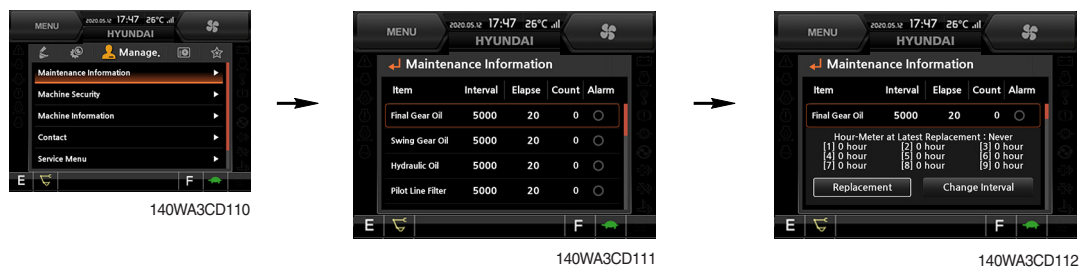 MENU
2020.05.12 17:47 26°C
HYUNDAI
Manage.
Maintenance Information
Machine Security
Machine Information
Contact
Service Menu
E F
140WA3CD110
MENU
2020.05.12 17:47 26°C
HYUNDAI
Maintenance Information
Item Interval Elapse Count Alarm
Final Gear Oil 5000 20 0
Swing Gear Oil 5000 20 0
Hydraulic Oil 5000 20 0
Pilot Line Filter 5000 20 0
E F
140WA3CD111
MENU
2020.05.12 17:47 26°C
HYUNDAI
Maintenance Information
Item Interval Elapse Count Alarm
Final Gear Oil 5000 20 0
Hour-Meter at Latest Replacement : Never
[1] 0 hour [2] 0 hour [3] 0 hour
[4] 0 hour [5] 0 hour [6] 0 hour
[7] 0 hour [8] 0 hour [9] 0 hour
Replacement Change Interval
E F
140WA3CD112